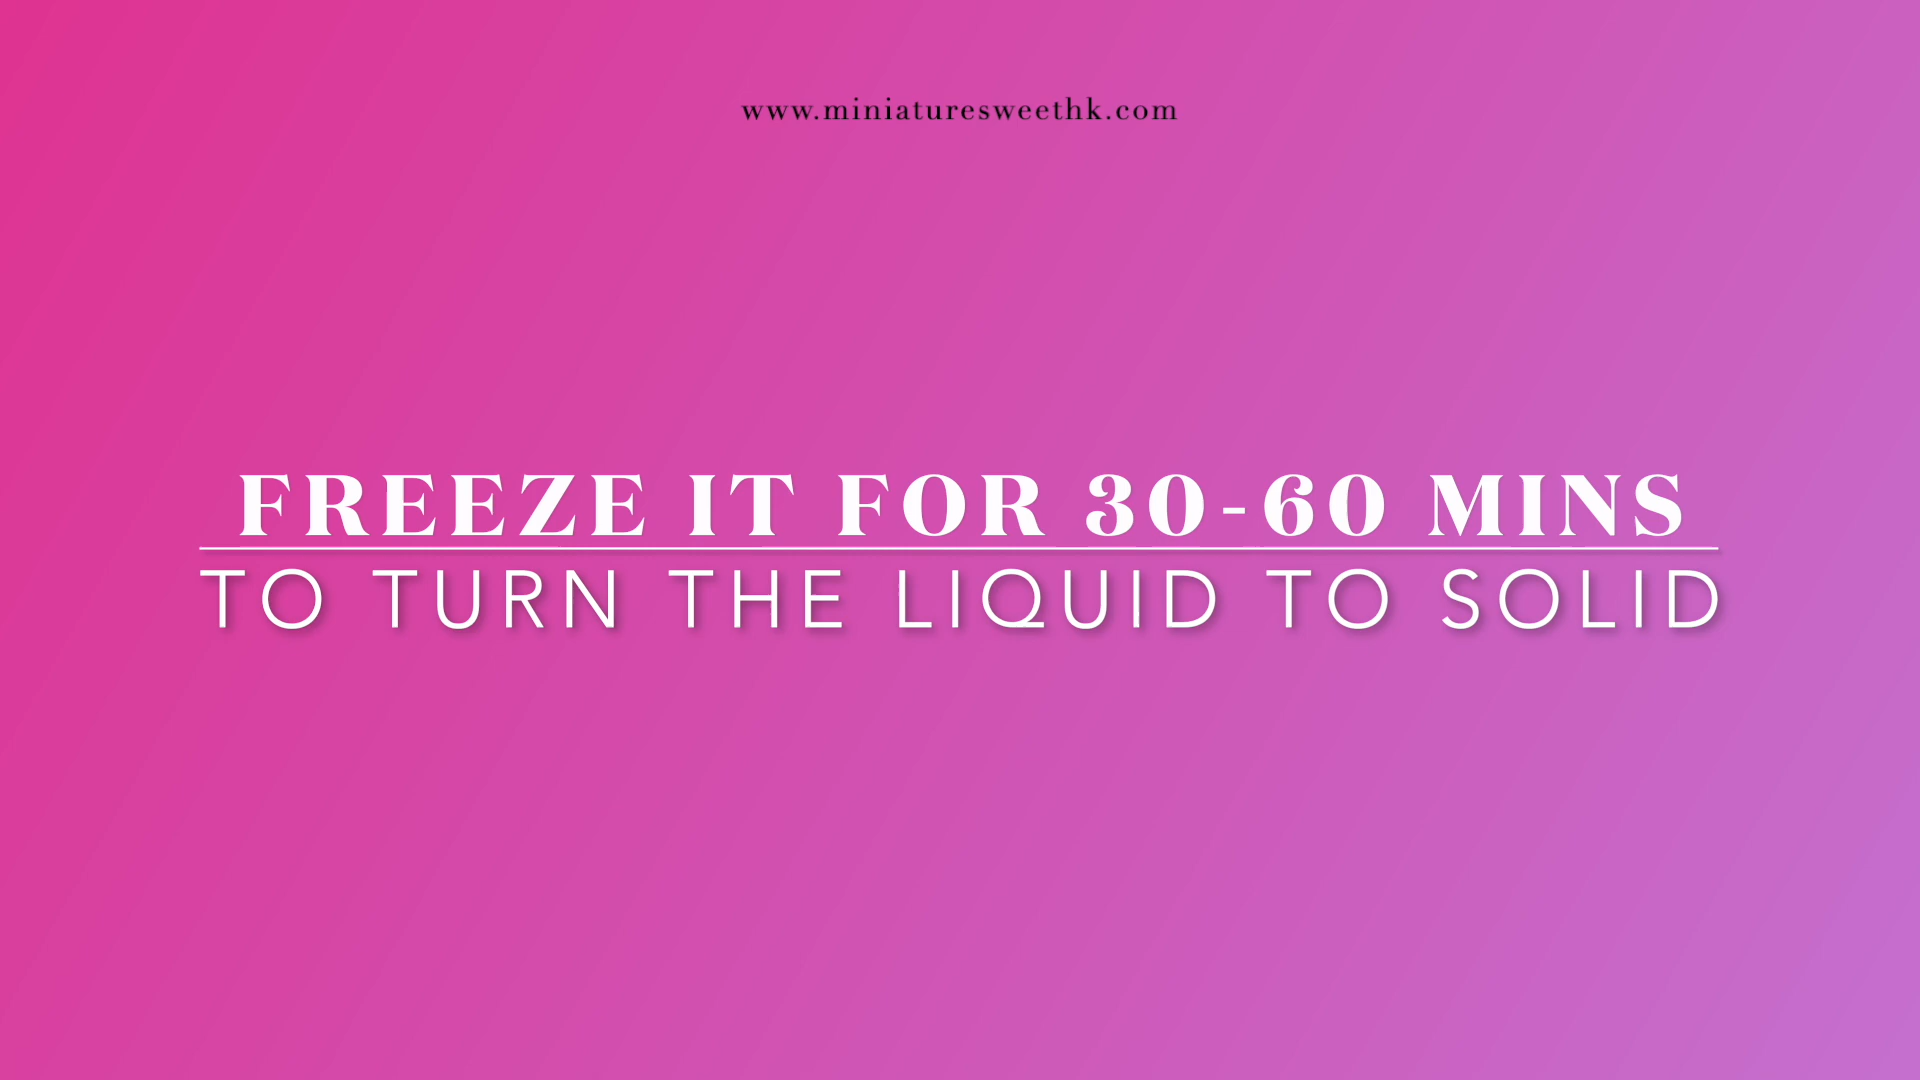 www.miniaturesweethk.com
FREEZE IT FOR 30-60 MINS
TO TURN THE LIQUID TO SOLID